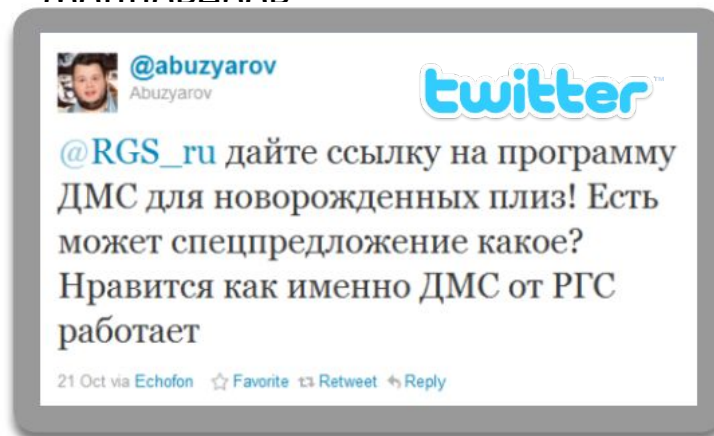 @abuzyarov
Abuzyarov
twitter™
@RGS_ru дайте ссылку на программу
ДМС для новорожденных плиз! Есть
может спецпредложение какое?
Нравится как именно ДМС от РГС
работает
21 Oct via Echofon Favorite Retweet Reply